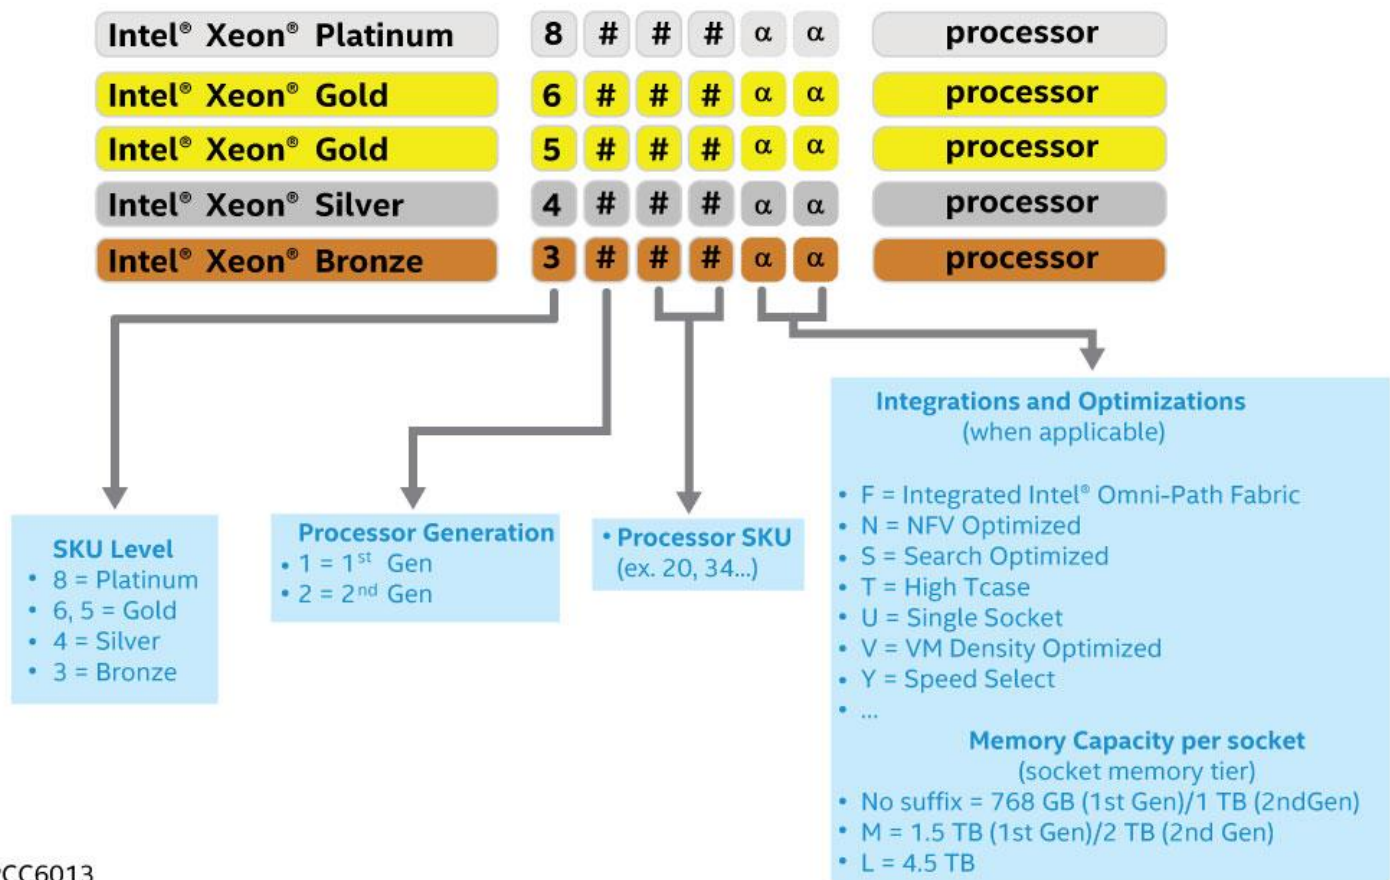 Intel® Xeon® Platinum 8 # # # α α processor
Intel® Xeon® Gold 6 # # # α α processor
Intel® Xeon® Gold 5 # # # α α processor
Intel® Xeon® Silver 4 # # # α α processor
Intel® Xeon® Bronze 3 # # # α α processor
SKU Level
• 8 = Platinum
• 6, 5 = Gold
• 4 = Silver
• 3 = Bronze
Processor Generation
• 1 = 1st Gen
• 2 = 2nd Gen
• Processor SKU
(ex. 20, 34...)
Integrations and Optimizations
(when applicable)
• F = Integrated Intel® Omni-Path Fabric
• N = NFV Optimized
• S = Search Optimized
• T = High Tcase
• U = Single Socket
• V = VM Density Optimized
• Y = Speed Select
• ...
Memory Capacity per socket
(socket memory tier)
• No suffix = 768 GB (1st Gen)/1 TB (2ndGen)
• M = 1.5 TB (1st Gen)/2 TB (2nd Gen)
• L = 4.5 TB
CC6013